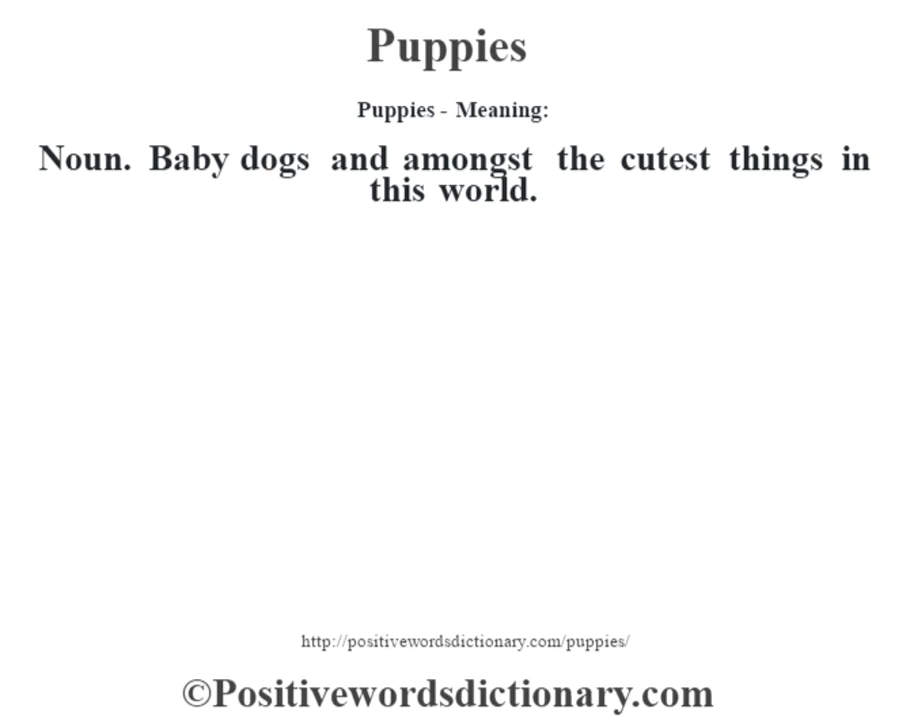 Puppies
Puppies - Meaning:
Noun. Baby dogs and amongst the cutest things in
this world.
http://positivewordsdictionary.com/puppies/
©Positivewordsdictionary.com